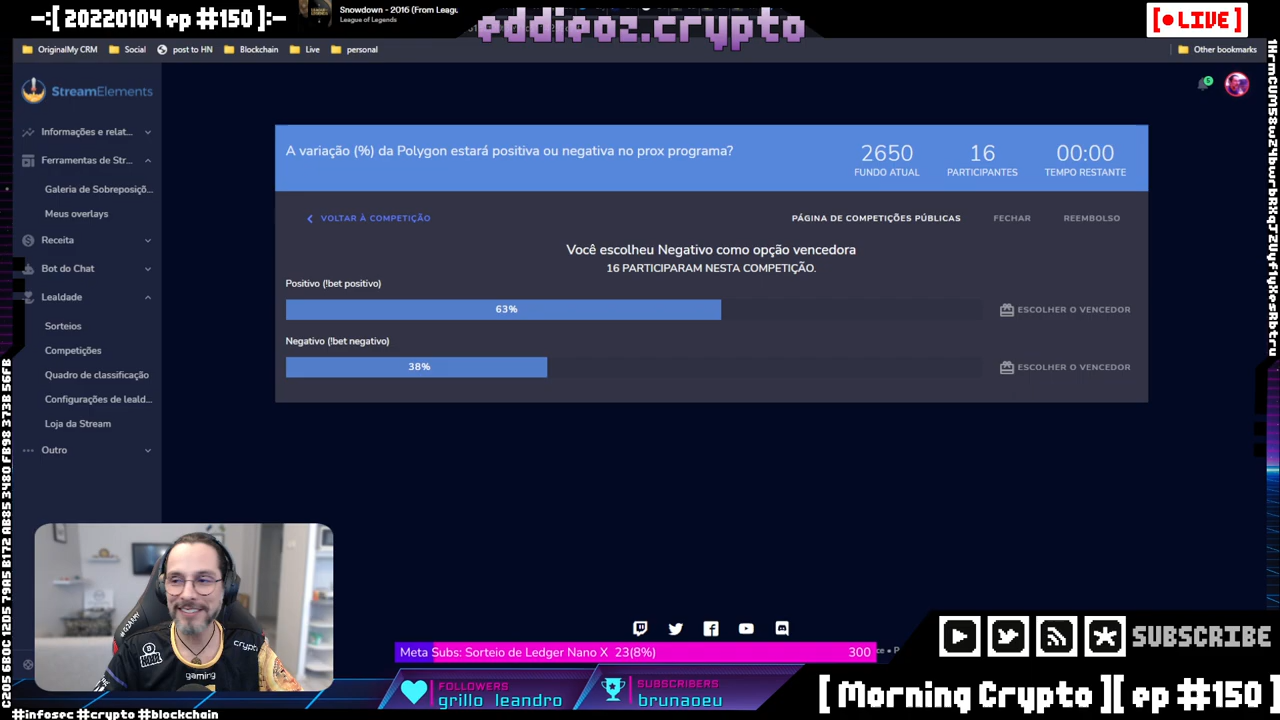 -:[ 20220104 ep #150 ]:-
Snowdown - 2016 (From Leagu
League of Legends
eddieoz.crypto
[•LIVE]
OriginalMy CRM
Social
post to HN
Blockchain
Live
personal
Other bookmarks
StreamElements
6
Informações e relat...
Ferramentas de Str...
Galeria de Sobreposiçõ...
Meus overlays
Receita
Bot do Chat
Lealdade
Sorteios
Competições
Quadro de classificação
Configurações de leald...
Loja da Stream
Outro
A variação (%) da Polygon estará positiva ou negativa no prox programa?
2650
FUNDO ATUAL
16
PARTICIPANTES
00:00
TEMPO RESTANTE
VOLTAR À COMPETIÇÃO
PÁGINA DE COMPETIÇÕES PÚBLICAS
FECHAR
REEMBOLSO
Você escolheu Negativo como opção vencedora
16 PARTICIPARAM NESTA COMPETIÇÃO.
Positivo (!bet positivo)
63%
ESCOLHER O VENCEDOR
Negativo (!bet negativo)
38%
ESCOLHER O VENCEDOR
crypto
gaming
Meta Subs: Sorteio de Ledger Nano X 23(8%)
300
FOLLOWERS
grillo_leandro
SUBSCRIBERS
brunaoeu
SUBSCRIBE
[ Morning Crypto ][ ep #150 ]
#infosec #crypto #blockchain